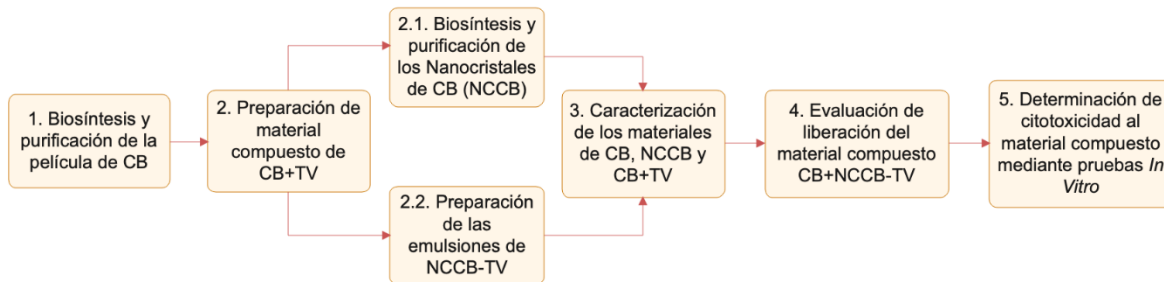 1. Biosíntesis y
purificación de la
película de CB
2. Preparación de
material
compuesto de
CB+TV
2.1. Biosíntesis y
purificación de
los Nanocristales
de CB (NCCB)
2.2. Preparación
de las
emulsiones de
NCCB-TV
3. Caracterización
de los materiales
de CB, NCCB y
CB+TV
4. Evaluación de
liberación del
material compuesto
CB+NCCB-TV
5. Determinación de
citotoxicidad al
material compuesto
mediante pruebas In
Vitro